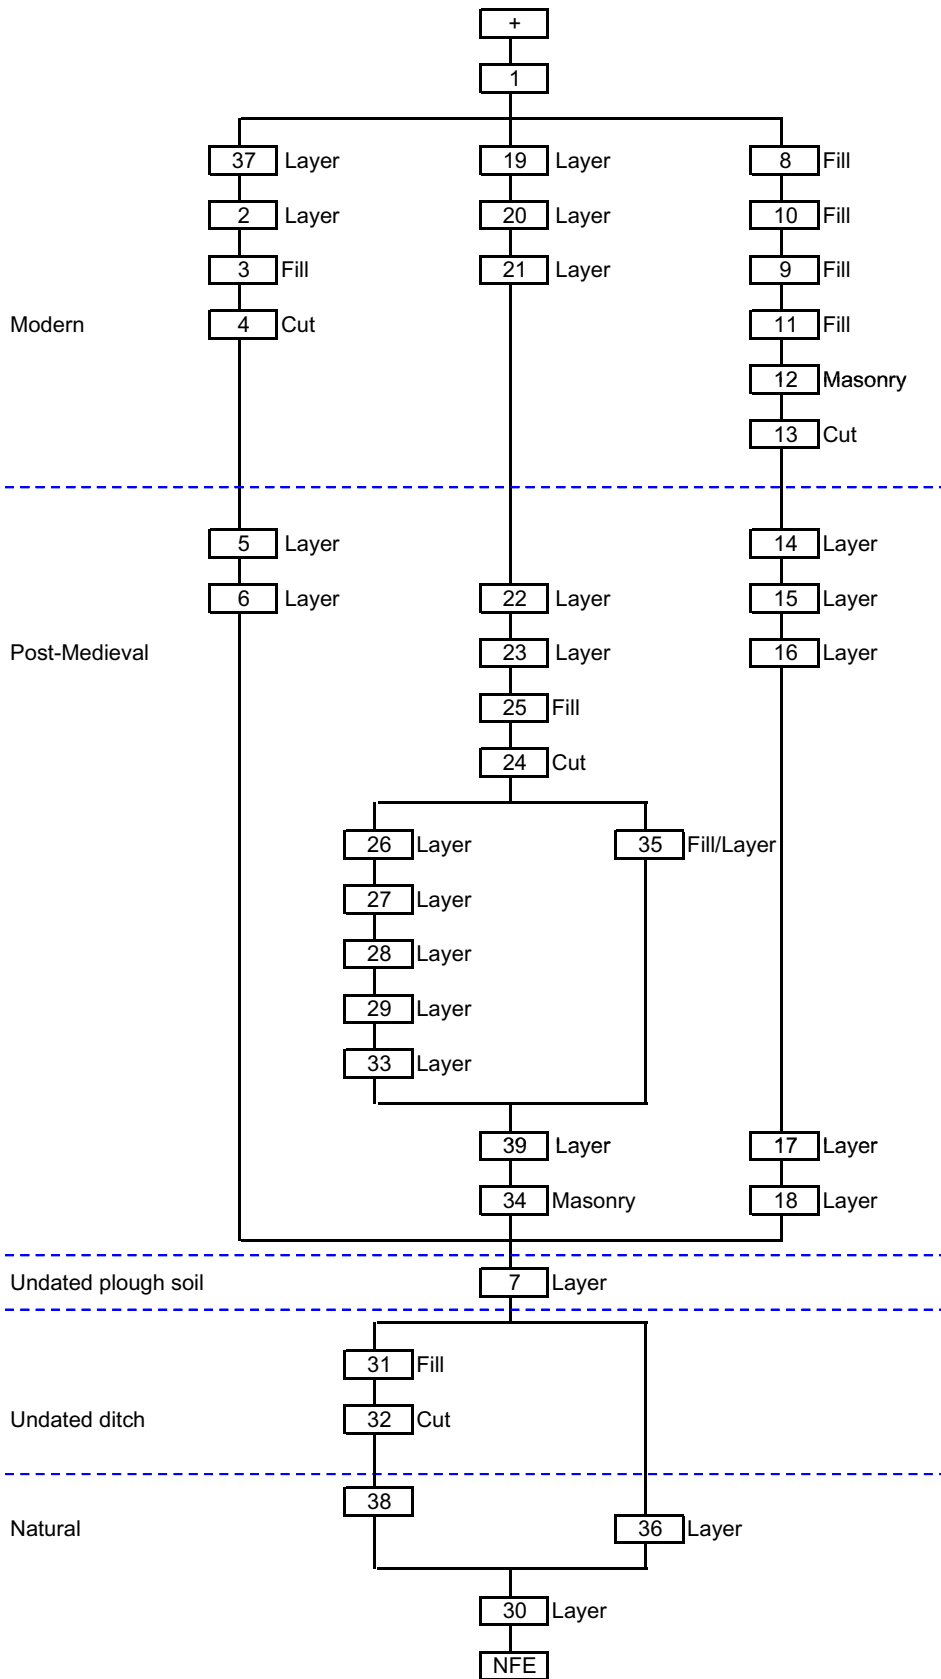 +
1
37 Layer 19 Layer 8 Fill
2 Layer 20 Layer 10 Fill
3 Fill 21 Layer 9 Fill
Modern 4 Cut 11 Fill
12 Masonry
13 Cut
5 Layer 14 Layer
6 Layer 22 Layer 15 Layer
Post-Medieval 23 Layer 16 Layer
25 Fill
24 Cut
26 Layer 35 Fill/Layer
27 Layer
28 Layer
29 Layer
33 Layer
39 Layer 17 Layer
34 Masonry 18 Layer
Undated plough soil 7 Layer
31 Fill
Undated ditch 32 Cut
38
Natural 36 Layer
30 Layer
NFE